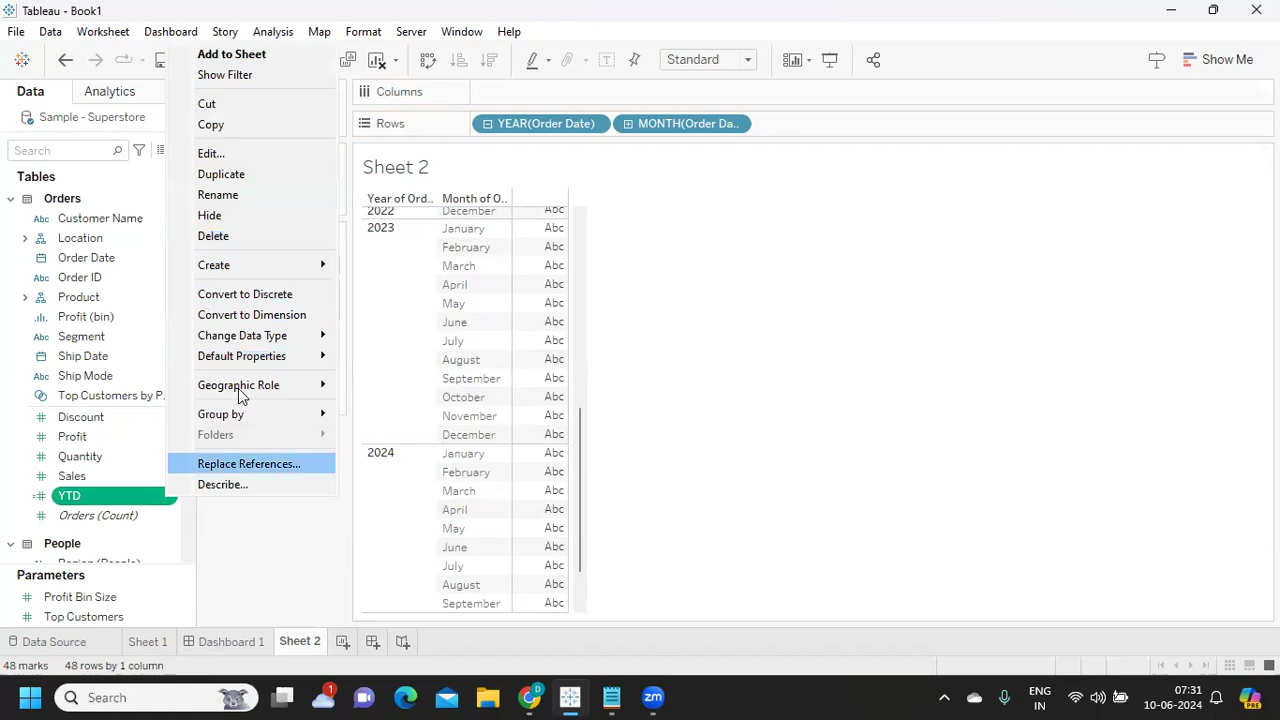 Tableau - Book1
File Data Worksheet Dashboard Story Analysis Map Format Server Window Help
Standard
Show Me
Data Analytics
Sample - Superstore
Search
Tables
Orders
Abc Customer Name
Location
Order Date
Abc Order ID
Product
Profit (bin)
Abc Segment
Ship Date
Abc Ship Mode
Top Customers by P.
Discount
Profit
Quantity
Sales
YTD
Orders (Count)
People
Parameters
Profit Bin Size
Top Customers
Add to Sheet
Show Filter
Cut
Copy
Edit...
Duplicate
Rename
Hide
Delete
Create
Convert to Discrete
Convert to Dimension
Change Data Type
Default Properties
Geographic Role
Group by
Folders
Replace References...
Describe...
Columns
Rows YEAR(Order Date) MONTH(Order Da..
Sheet 2
Year of Ord.. Month of O..
2022 December Abc
2023 January Abc
February Abc
March Abc
April Abc
May Abc
June Abc
July Abc
August Abc
September Abc
October Abc
November Abc
December Abc
2024 January Abc
February Abc
March Abc
April Abc
May Abc
June Abc
July Abc
August Abc
September Abc
Data Source Sheet 1 Dashboard 1 Sheet 2
48 marks 48 rows by 1 column
Search
1
D
zm
ENG
IN
07:31
10-06-2024
PRE